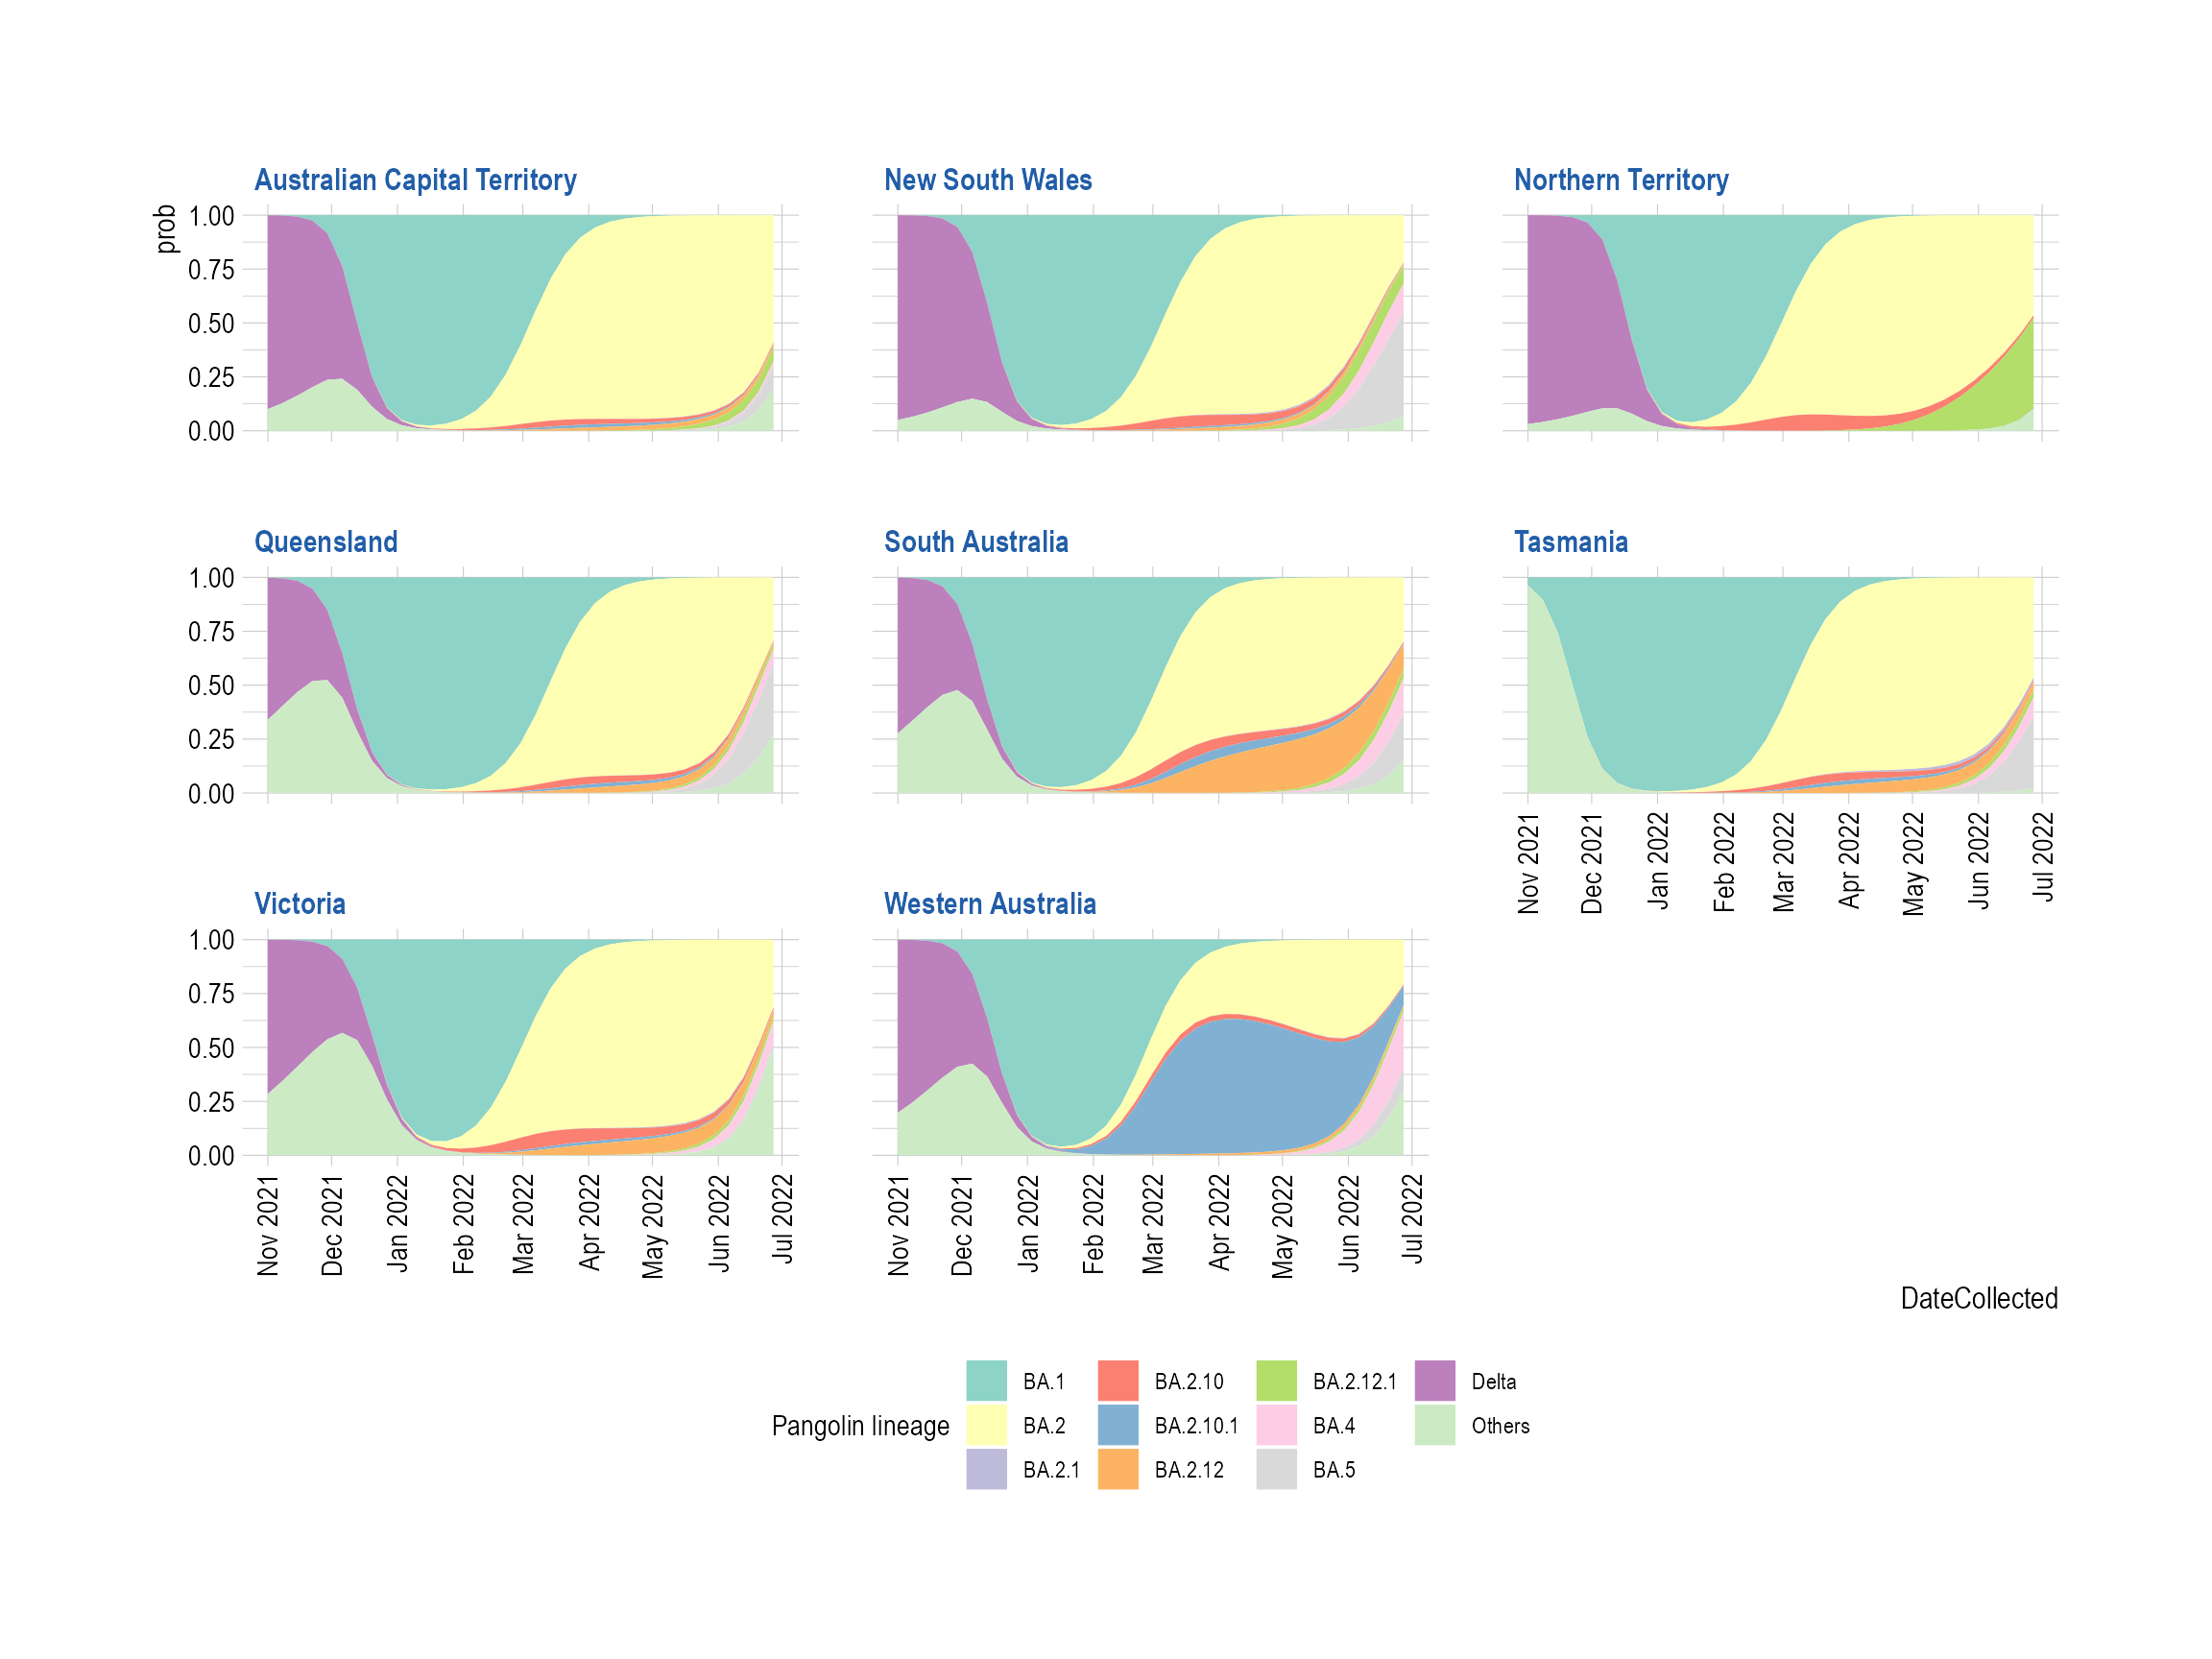 Australian Capital Territory
New South Wales
Northern Territory
prob
1.00
0.75
0.50
0.25
0.00
Queensland
South Australia
Tasmania
1.00
0.75
0.50
0.25
0.00
Nov 2021
Dec 2021
Jan 2022
Feb 2022
Mar 2022
Apr 2022
May 2022
Jun 2022
Jul 2022
Victoria
Western Australia
1.00
0.75
0.50
0.25
0.00
Nov 2021
Dec 2021
Jan 2022
Feb 2022
Mar 2022
Apr 2022
May 2022
Jun 2022
Jul 2022
Nov 2021
Dec 2021
Jan 2022
Feb 2022
Mar 2022
Apr 2022
May 2022
Jun 2022
Jul 2022
DateCollected
Pangolin lineage
BA.1
BA.2
BA.2.1
BA.2.10
BA.2.10.1
BA.2.12
BA.2.12.1
BA.4
BA.5
Delta
Others